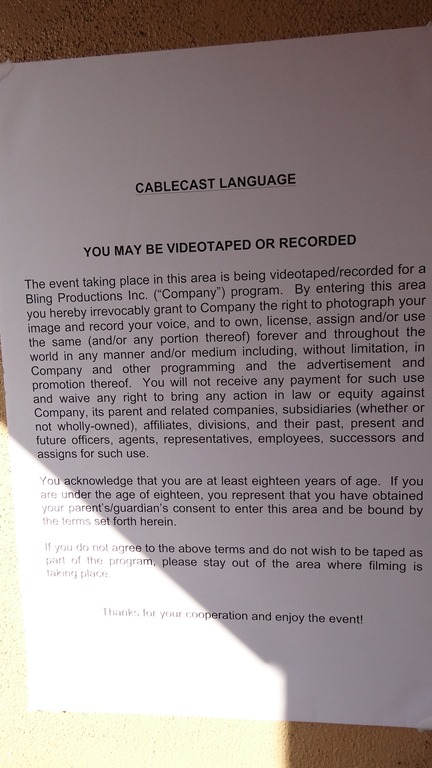 CABLECAST LANGUAGE
YOU MAY BE VIDEOTAPED OR RECORDED
The event taking place in this area is being videotaped/recorded for a
Bling Productions Inc. (“Company”) program. By entering this area
you hereby irrevocably grant to Company the right to photograph your
image and record your voice, and to own, license, assign and/or use
the same (and/or any portion thereof) forever and throughout the
world in any manner and/or medium including, without limitation, in
Company and other programming and the advertisement and
promotion thereof. You will not receive any payment for such use
and waive any right to bring any action in law or equity against
Company, its parent and related companies, subsidiaries (whether or
not wholly-owned), affiliates, divisions, and their past, present and
future officers, agents, representatives, employees, successors and
assigns for such use.
You acknowledge that you are at least eighteen years of age. If you
are under the age of eighteen, you represent that you have obtained
your parent's/guardian's consent to enter this area and be bound by
the terms set forth herein.
If you do not agree to the above terms and do not wish to be taped as
part of the program, please stay out of the area where filming is
taking place.
Thanks for your cooperation and enjoy the event!